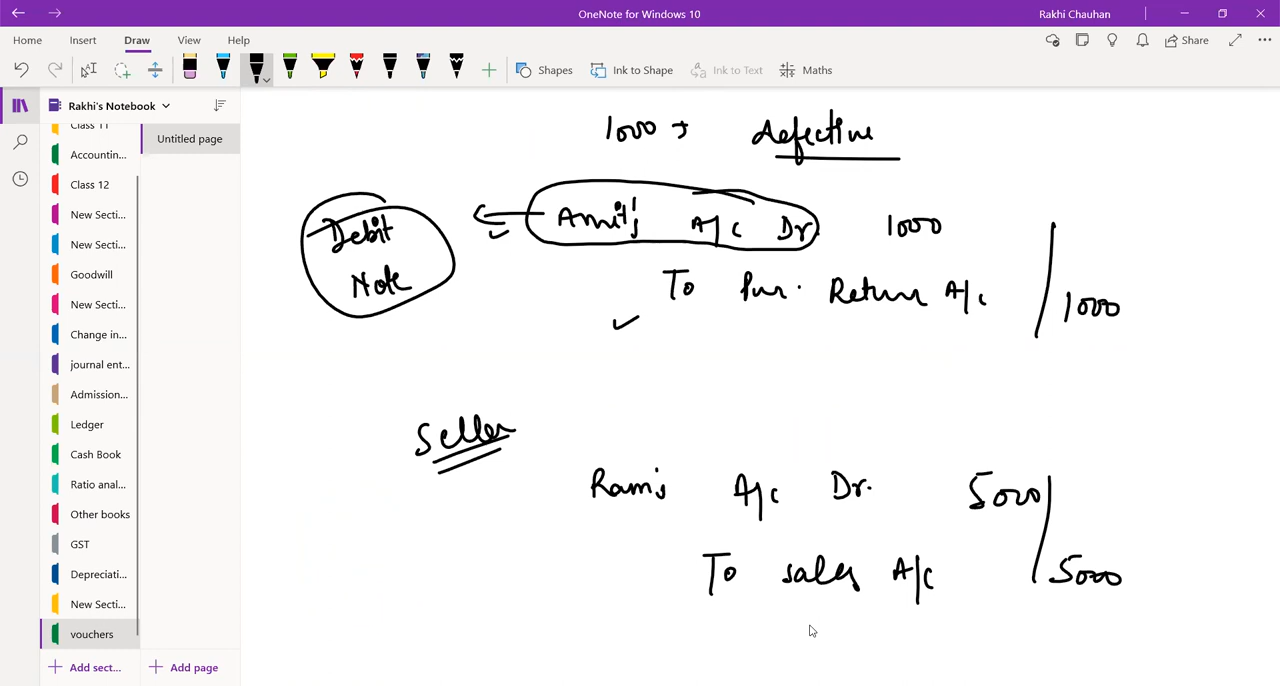 OneNote for Windows 10
Rakhi Chauhan
Home Insert Draw View Help
Share
Shapes Ink to Shape Ink to Text Maths
Rakhi's Notebook
Untitled page
Class 11
Accountin...
Class 12
New Secti...
New Secti...
Goodwill
New Secti...
Change in...
journal ent...
Admission...
Ledger
Cash Book
Ratio anal...
Other books
GST
Depreciati...
New Secti...
vouchers
Add sect... Add page
1000 → defective
Debit
Note
Amit's A/c Dr. 1000
To Pur. Return A/c 1000
Seller
Ram's A/c Dr. 5000
To sales A/c 5000